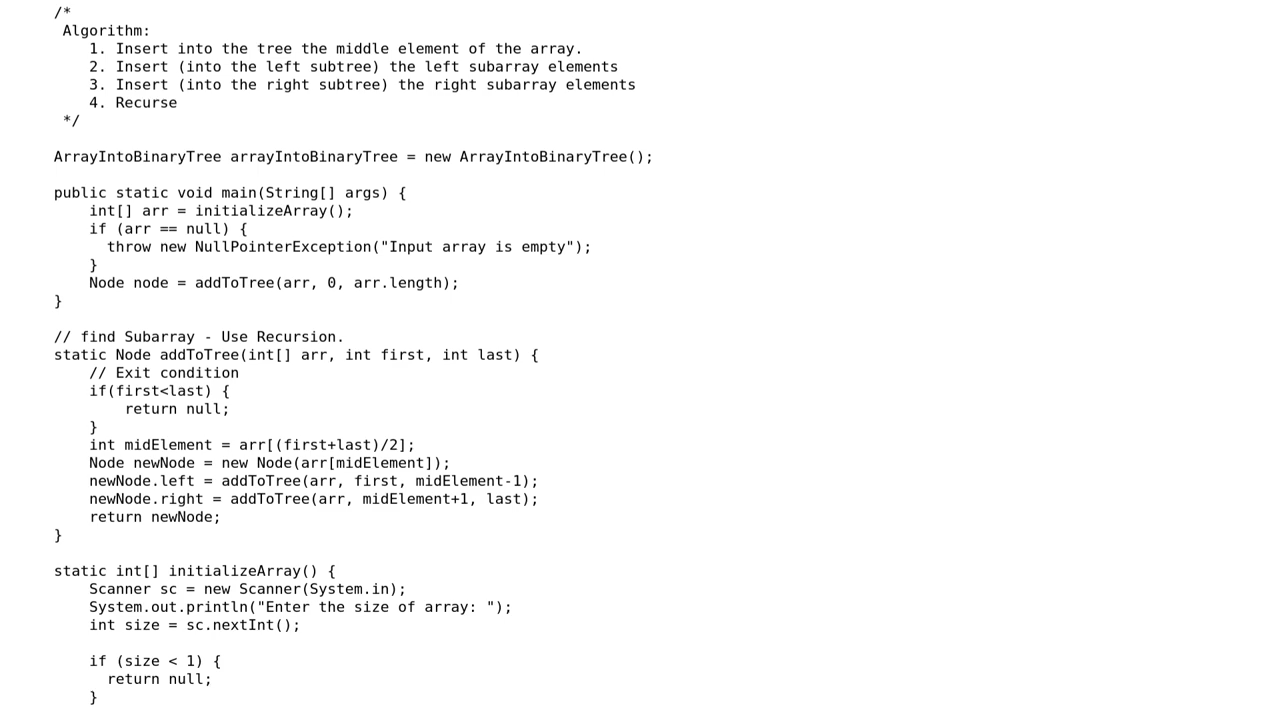 /*
 Algorithm:
    1. Insert into the tree the middle element of the array.
    2. Insert (into the left subtree) the left subarray elements
    3. Insert (into the right subtree) the right subarray elements
    4. Recurse
 */

ArrayIntoBinaryTree arrayIntoBinaryTree = new ArrayIntoBinaryTree();

public static void main(String[] args) {
    int[] arr = initializeArray();
    if (arr == null) {
      throw new NullPointerException("Input array is empty");
    }
    Node node = addToTree(arr, 0, arr.length);
}

// find Subarray - Use Recursion.
static Node addToTree(int[] arr, int first, int last) {
    // Exit condition
    if(first<last) {
        return null;
    }
    int midElement = arr[(first+last)/2];
    Node newNode = new Node(arr[midElement]);
    newNode.left = addToTree(arr, first, midElement-1);
    newNode.right = addToTree(arr, midElement+1, last);
    return newNode;
}

static int[] initializeArray() {
    Scanner sc = new Scanner(System.in);
    System.out.println("Enter the size of array: ");
    int size = sc.nextInt();

    if (size < 1) {
      return null;
    }